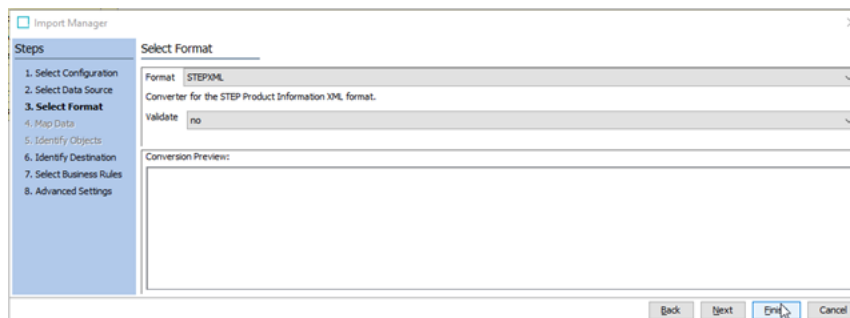 Import Manager
Steps
1. Select Configuration
2. Select Data Source
3. Select Format
4. Map Data
5. Identify Objects
6. Identify Destination
7. Select Business Rules
8. Advanced Settings
Select Format
Format STEPXML
Converter for the STEP Product Information XML format.
Validate no
Conversion Preview:
Back Next Finish Cancel